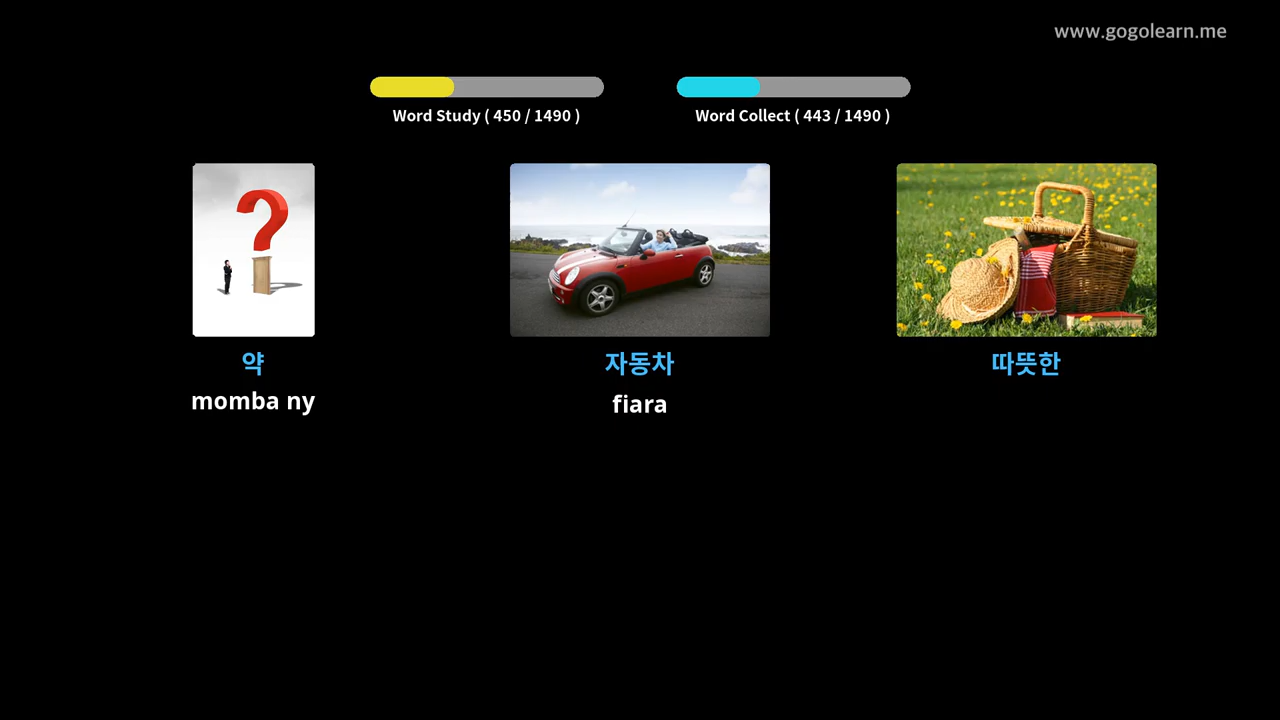 www.gogolearn.me
Word Study ( 450 / 1490 )
Word Collect ( 443 / 1490 )
약
자동차
따뜻한
momba ny
fiara